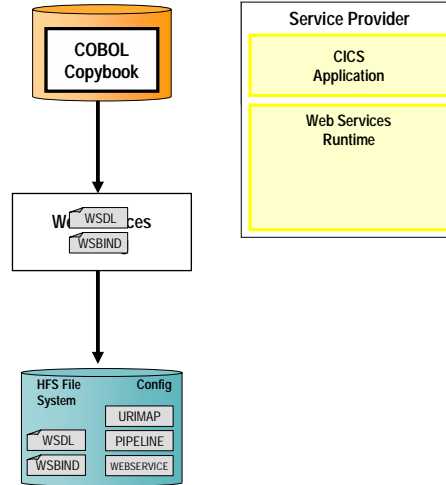 COBOL
Copybook
WSDL
WSBIND
HFS File
System
Config
URIMAP
WSDL
PIPELINE
WSBIND
WEBSERVICE
Service Provider
CICS
Application
Web Services
Runtime